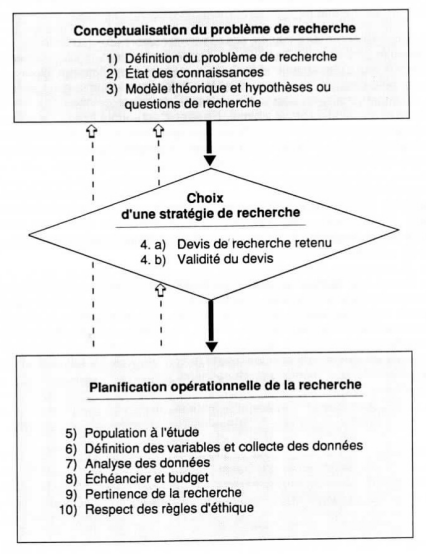 Conceptualisation du problème de recherche
1) Définition du problème de recherche
2) État des connaissances
3) Modèle théorique et hypothèses ou
questions de recherche
Choix
d'une stratégie de recherche
4. a) Devis de recherche retenu
4. b) Validité du devis
Planification opérationnelle de la recherche
5) Population à l'étude
6) Définition des variables et collecte des données
7) Analyse des données
8) Échéancier et budget
9) Pertinence de la recherche
10) Respect des règles d'éthique